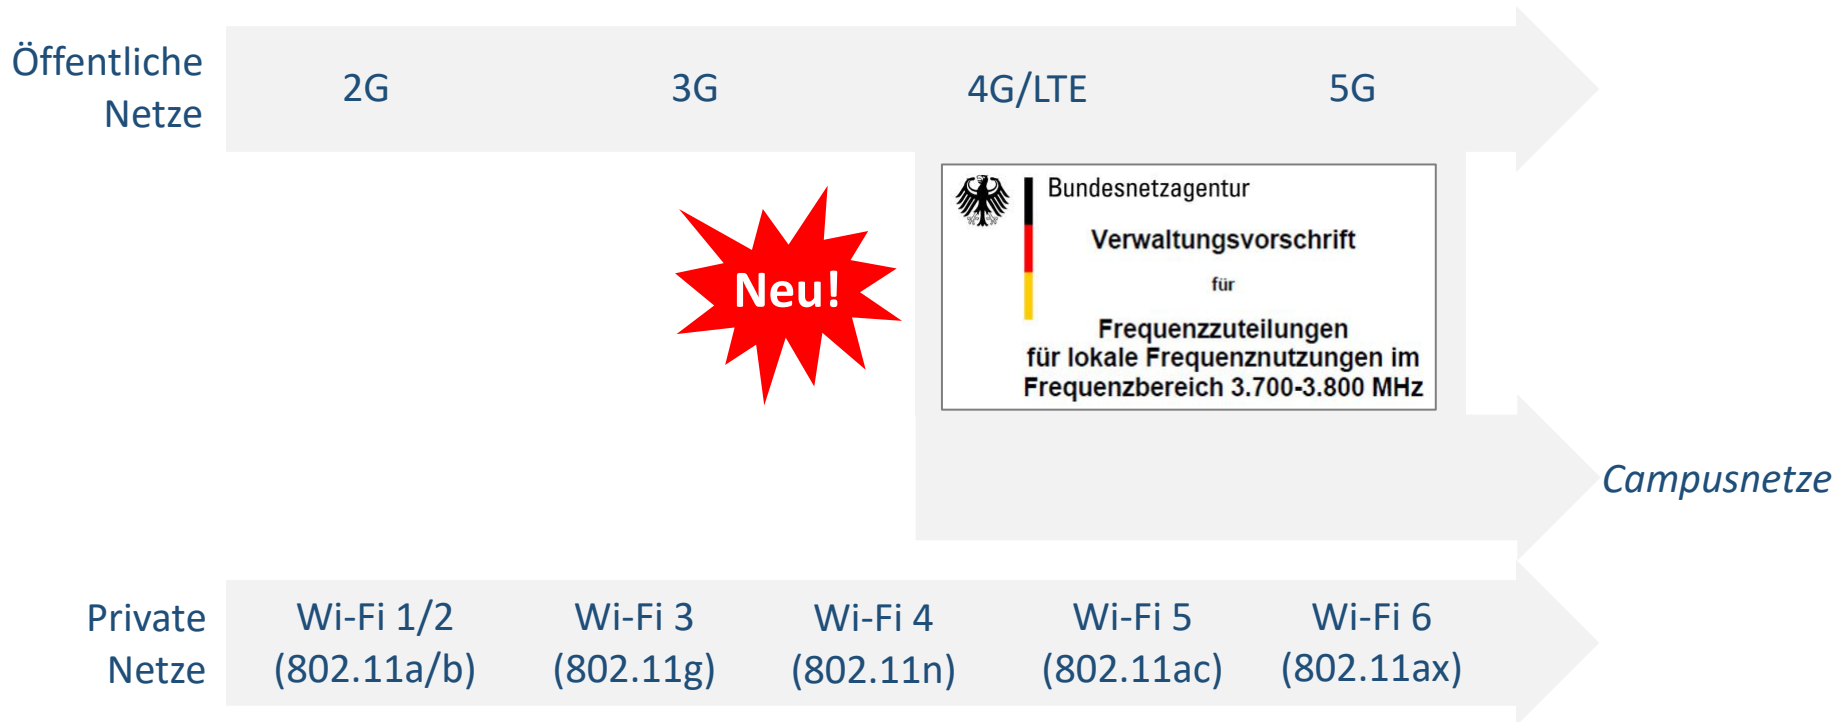 Öffentliche
Netze
2G
3G
4G/LTE
5G
Neu!
Bundesnetzagentur
Verwaltungsvorschrift
für
Frequenzzuteilungen
für lokale Frequenznutzungen im
Frequenzbereich 3.700-3.800 MHz
Campusnetze
Private
Netze
Wi-Fi 1/2
(802.11a/b)
Wi-Fi 3
(802.11g)
Wi-Fi 4
(802.11n)
Wi-Fi 5
(802.11ac)
Wi-Fi 6
(802.11ax)